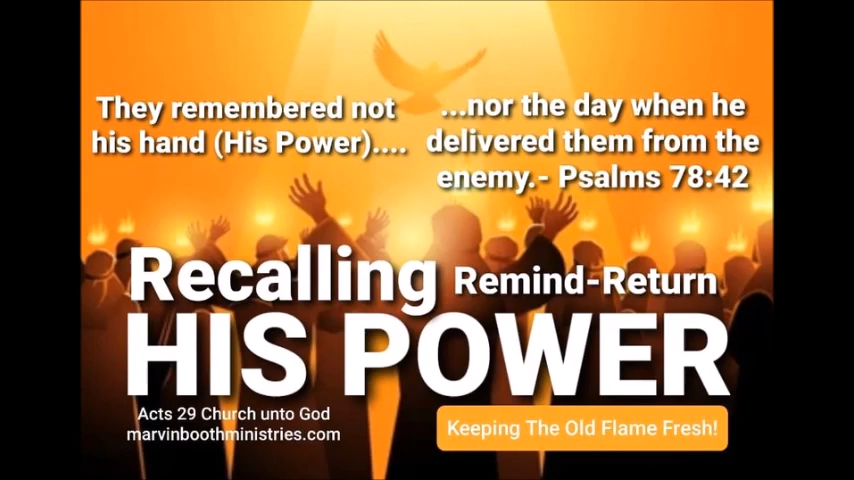 They remembered not
his hand (His Power)....
...nor the day when he
delivered them from the
enemy.- Psalms 78:42
Recalling Remind-Return
HIS POWER
Acts 29 Church unto God
marvinboothministries.com
Keeping The Old Flame Fresh!